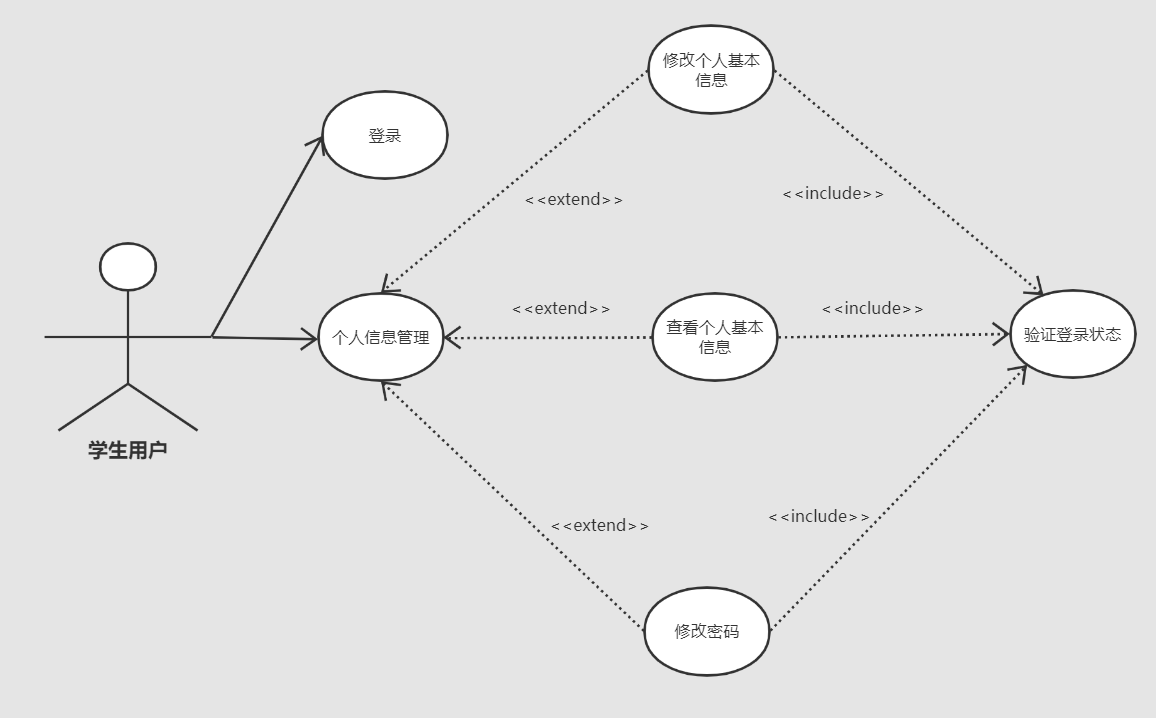 修改个人基本
信息
登录
<<extend>>
<<include>>
<<extend>>
<<include>>
个人信息管理
查看个人基本
信息
验证登录状态
学生用户
<<extend>>
<<include>>
修改密码